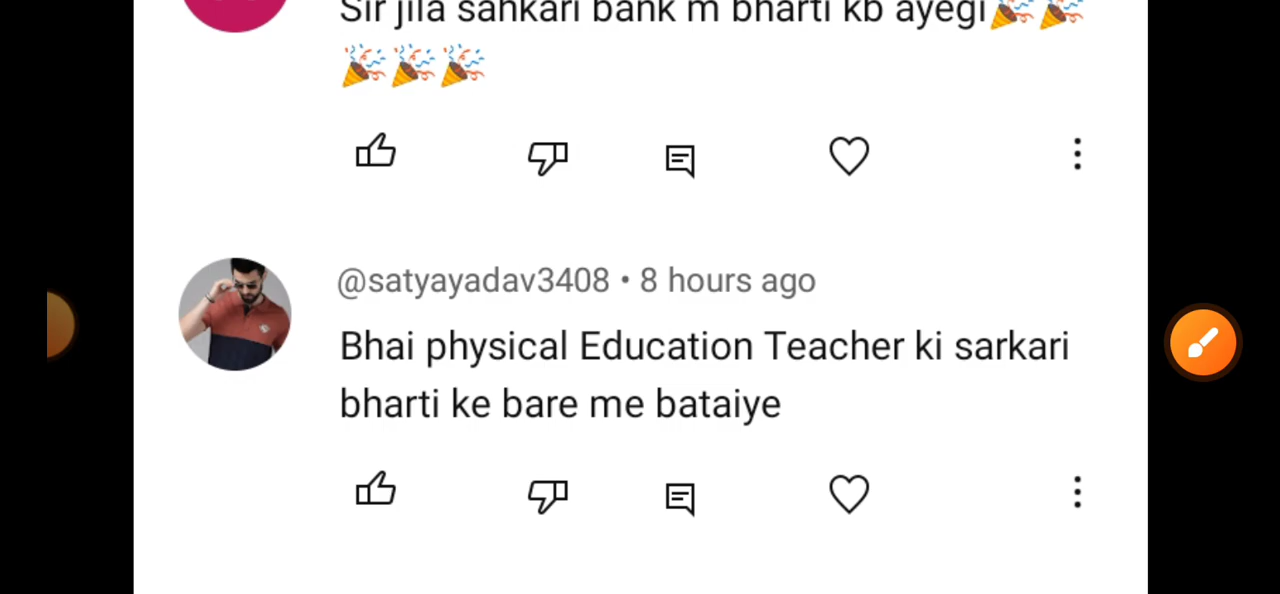 Sir jila sahkari bank m bharti kb ayegi🎉🎉
🎉🎉🎉
@satyayadav3408 • 8 hours ago
Bhai physical Education Teacher ki sarkari
bharti ke bare me bataiye